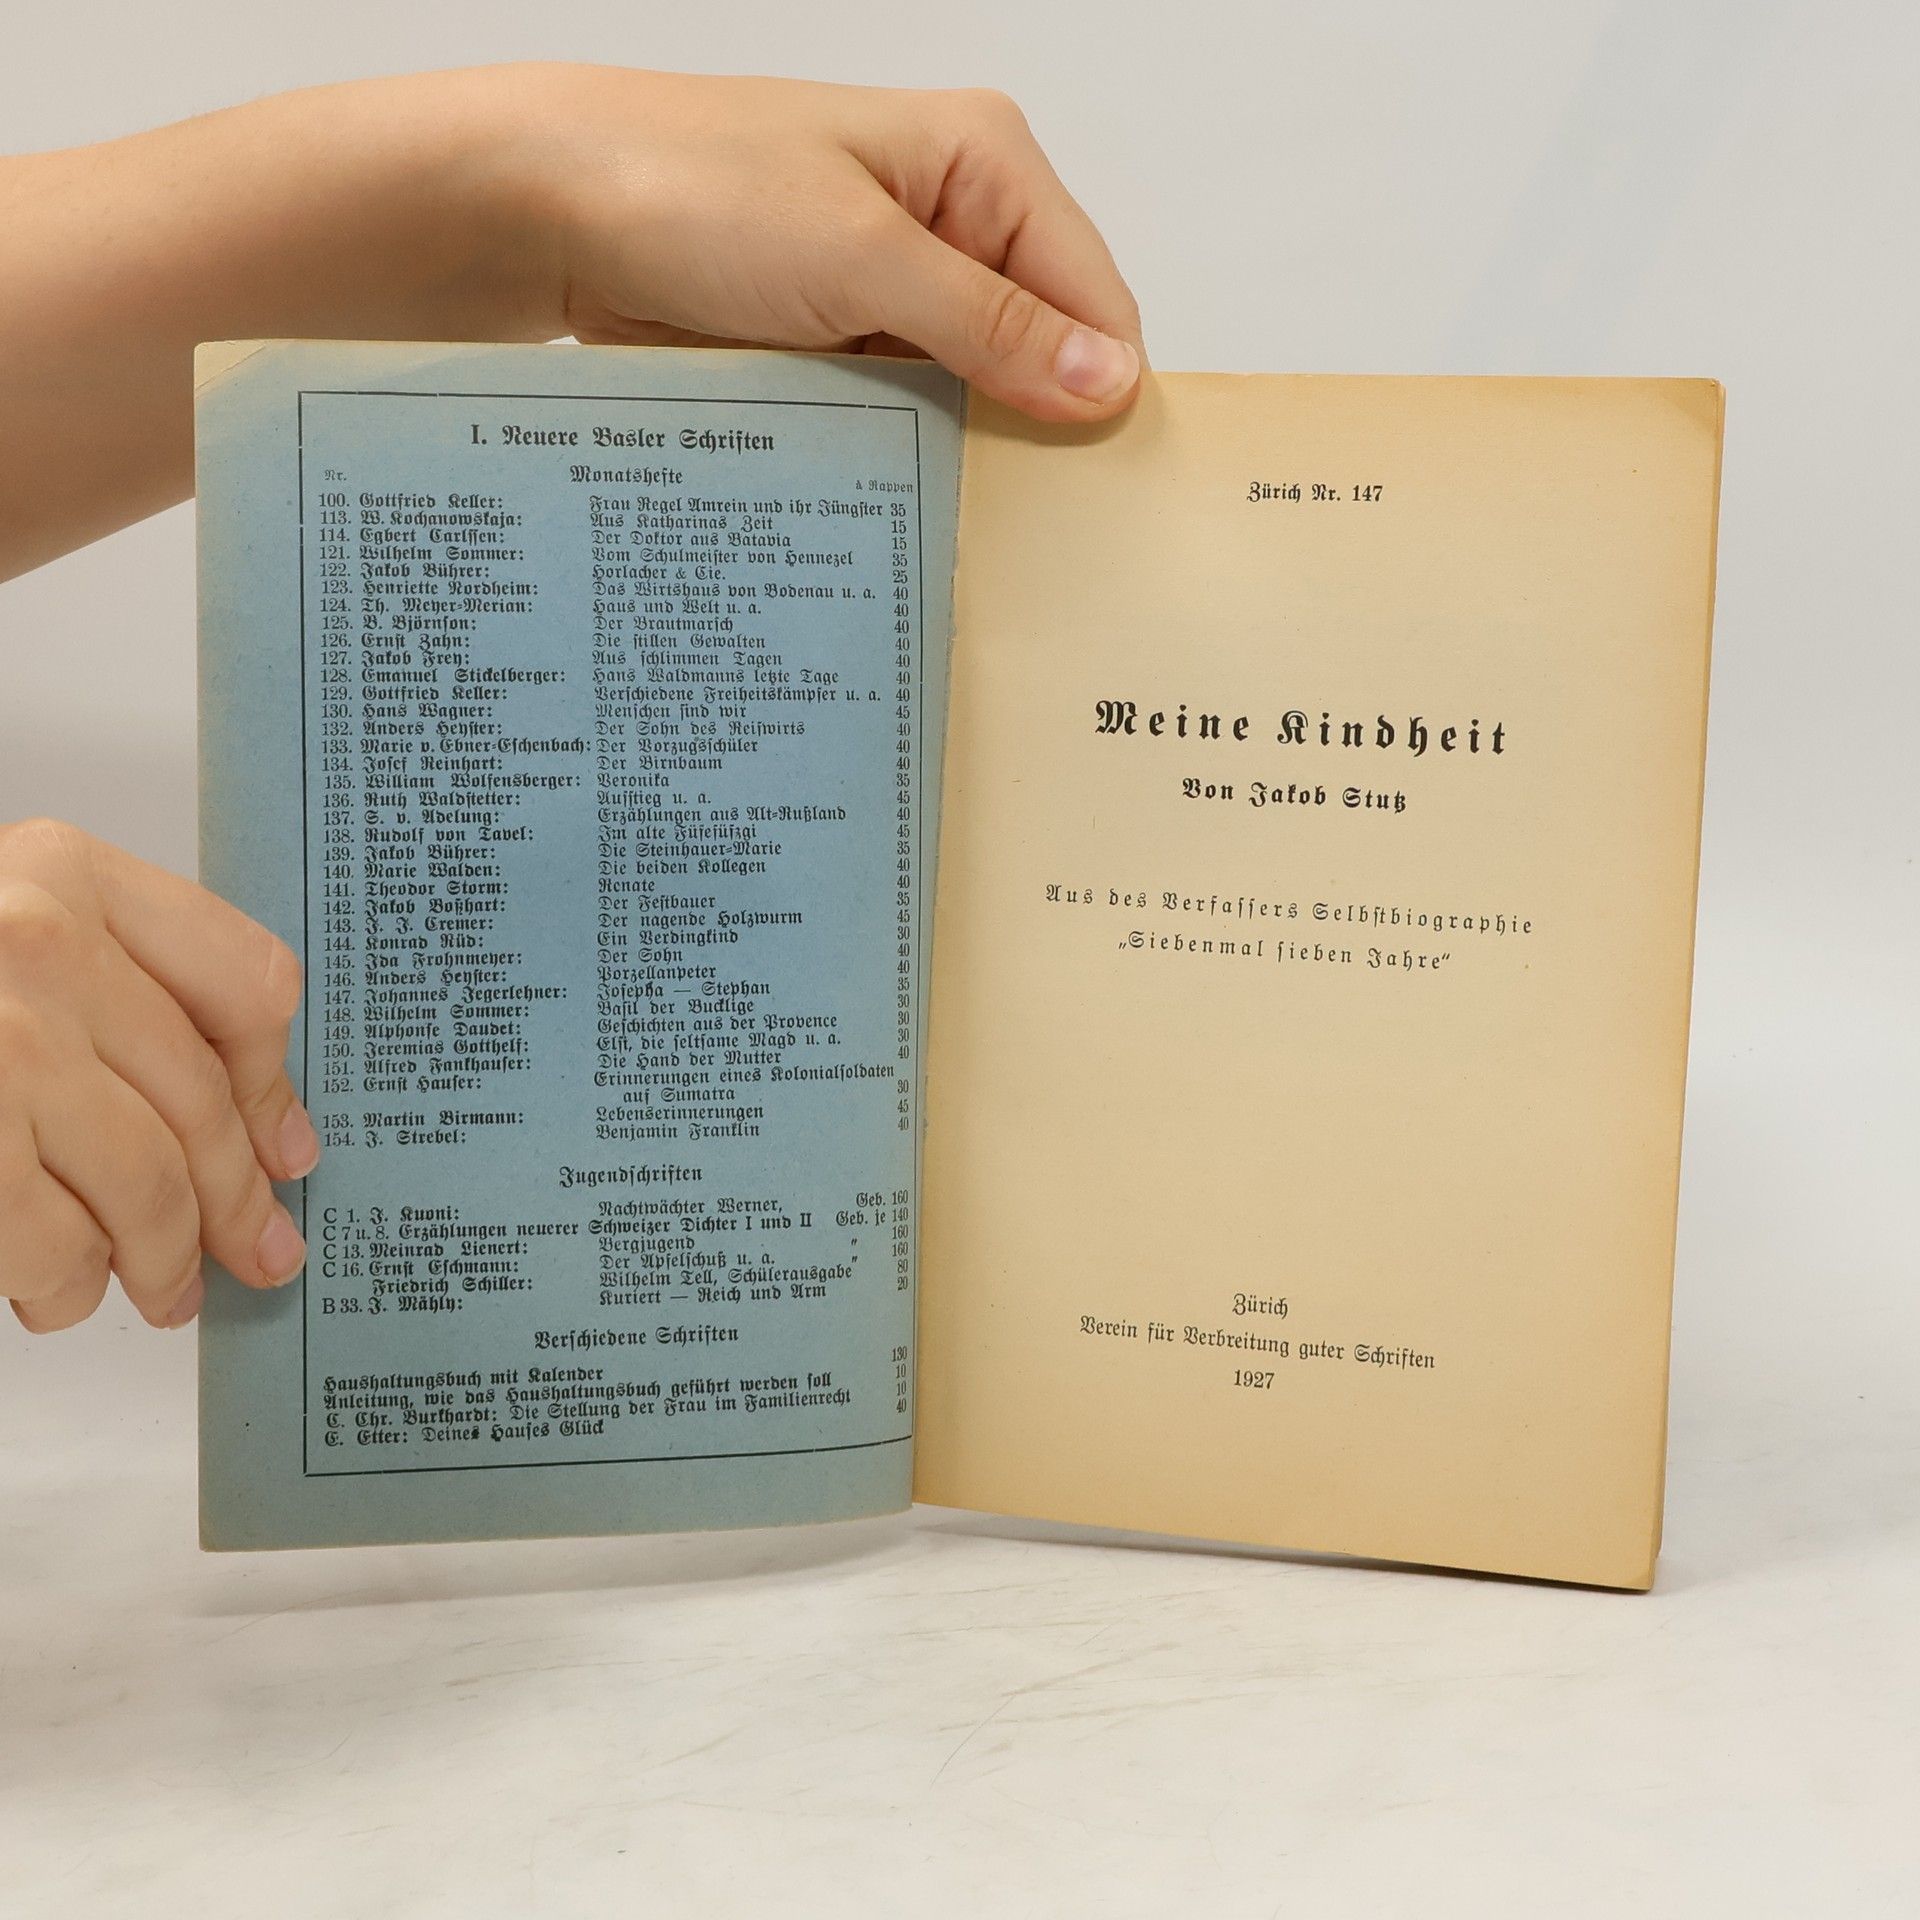 I. Neuere Basler Schriften
Nr. Monatshefte à Rappen
100. Gottfried Keller: Frau Regel Amrein und ihr Jüngster 35
113. W. Kochanowskaja: Aus Katharinas Zeit 15
114. Egbert Carlssen: Der Doktor aus Batavia 15
121. Wilhelm Sommer: Vom Schulmeister von Hennezel 35
122. Jakob Bührer: Horlacher & Cie. 25
123. Henriette Nordheim: Das Wirtshaus von Bodenau u. a. 40
124. Th. Meyer-Merian: Haus und Welt u. a. 40
125. B. Björnson: Der Brautmarsch 40
126. Ernst Zahn: Die stillen Gewalten 40
127. Jakob Frey: Aus schlimmen Tagen 40
128. Emanuel Stickelberger: Hans Waldmanns letzte Tage 40
129. Gottfried Keller: Verschiedene Freiheitskämpfer u. a. 40
130. Hans Wagner: Menschen sind wir 45
132. Anders Heyster: Der Sohn des Reiswirts 40
133. Marie v. Ebner-Eschenbach: Der Vorzugsschüler 40
134. Josef Reinhart: Der Birnbaum 40
135. William Wolfensberger: Veronika 35
136. Ruth Waldstetter: Aufstieg u. a. 45
137. S. v. Adelung: Erzählungen aus Alt-Rußland 40
138. Rudolf von Tavel: Im alte Füfefüfzgi 45
139. Jakob Bührer: Die Steinhauer-Marie 35
140. Marie Walden: Die beiden Kollegen 40
141. Theodor Storm: Renate 40
142. Jakob Boßhart: Der Festbauer 35
143. J. J. Cremer: Der nagende Holzwurm 45
144. Konrad Rüd: Ein Verdingkind 30
145. Ida Frohnmeyer: Der Sohn 40
146. Anders Heyster: Porzellanpeter 40
147. Johannes Jegerlehner: Josepha — Stephan 35
148. Wilhelm Sommer: Basil der Bucklige 30
149. Alphonse Daudet: Geschichten aus der Provence 30
150. Jeremias Gotthelf: Elsi, die seltsame Magd u. a. 30
151. Alfred Fankhauser: Die Hand der Mutter 40
152. Ernst Hauser: Erinnerungen eines Kolonialsoldaten
auf Sumatra 30
153. Martin Birmann: Lebenserinnerungen 45
154. J. Strebel: Benjamin Franklin 40
Jugendschriften
C 1. J. Kuoni: Nachtwächter Werner, Geb. 160
C 7 u. 8. Erzählungen neuerer Schweizer Dichter I und II Geb. je 140
C 13. Meinrad Lienert: Bergjugend " 160
C 16. Ernst Eschmann: Der Apfelschuß u. a. " 160
Friedrich Schiller: Wilhelm Tell, Schülerausgabe 80
B 33. J. Mähly: Kuriert — Reich und Arm 20
Verschiedene Schriften
Haushaltungsbuch mit Kalender 130
Anleitung, wie das Haushaltungsbuch geführt werden soll 10
C. Chr. Burkhardt: Die Stellung der Frau im Familienrecht 10
E. Etter: Deines Hauses Glück 40
Zürich Nr. 147
Meine Kindheit
Von Jakob Stutz
Aus des Verfassers Selbstbiographie
„Siebenmal sieben Jahre“
Zürich
Verein für Verbreitung guter Schriften
1927